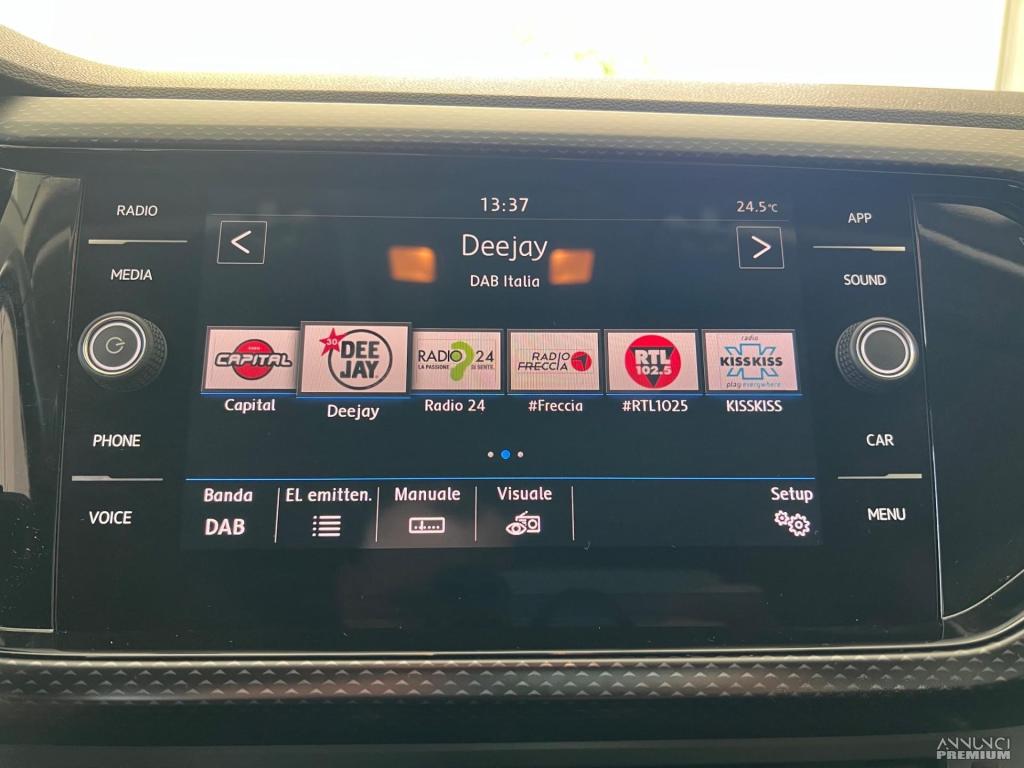 RADIO
MEDIA
PHONE
VOICE
13:37
24.5°C
<
Deejay
>
DAB Italia
RADIO
CAPITAL
30 DEE
JAY
RADIO 24
LA PASSIONE DI SENTE.
RADIO
FRECCIA
RTL
102.5
radio
KISSKISS
play everywhere
Capital
Deejay
Radio 24
#Freccia
#RTL1025
KISSKISS
Banda
DAB
EL emitten.
Manuale
Visuale
Setup
APP
SOUND
CAR
MENU
ANNUNCI
PREMIUM